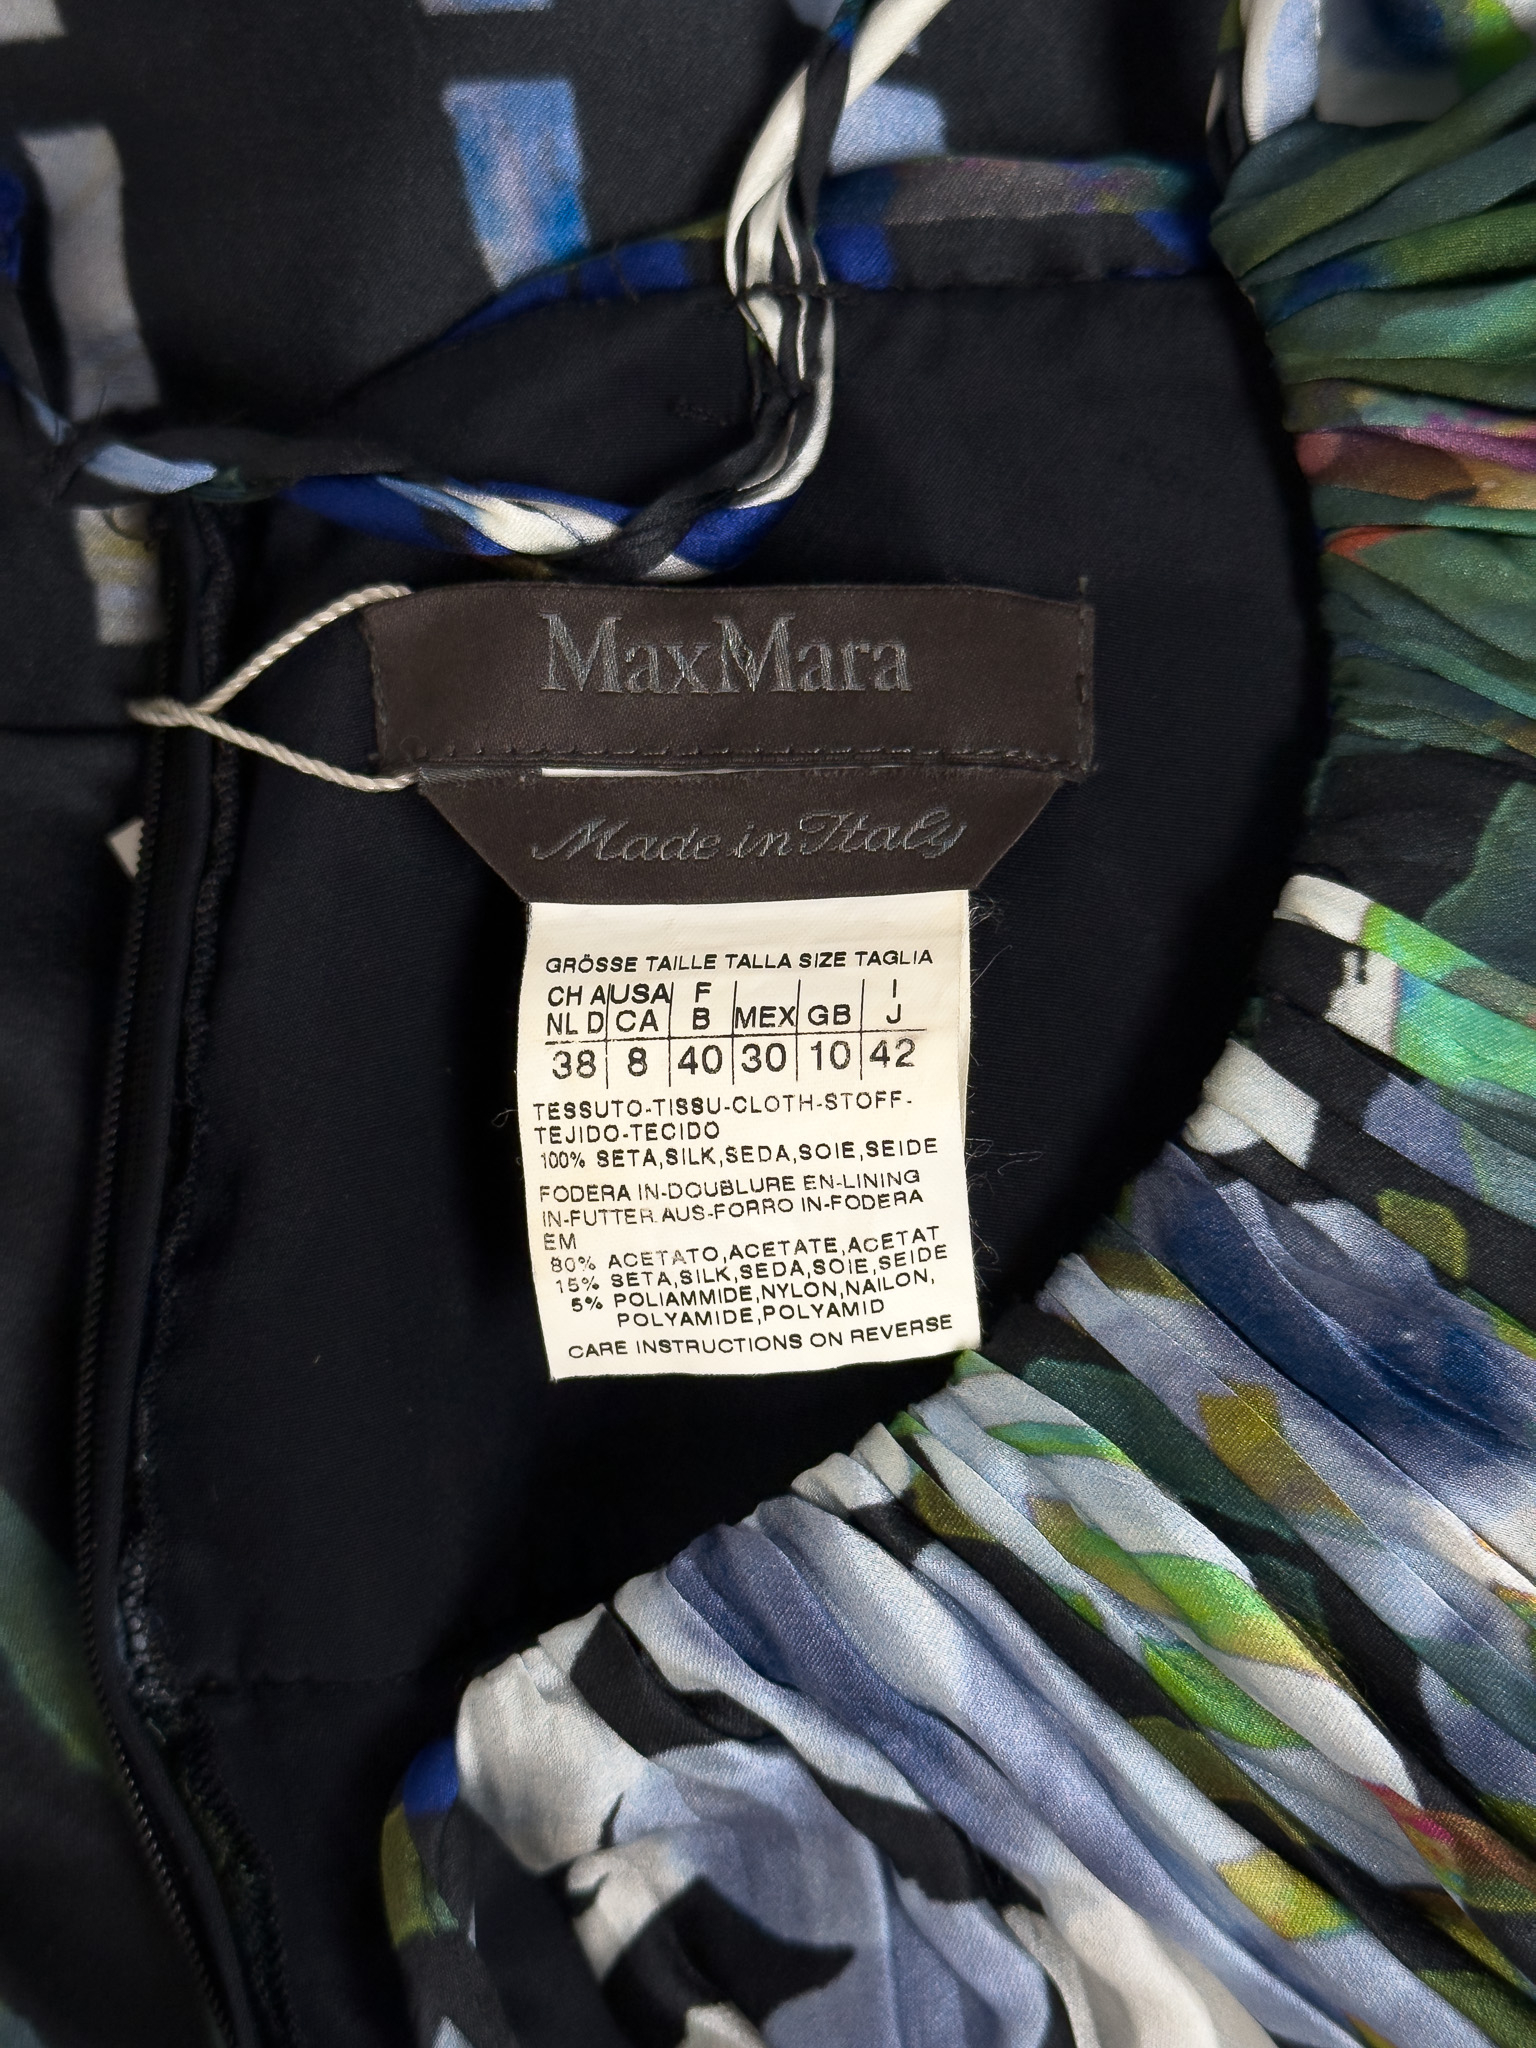 MaxMara
Made in Italy
GRÖSSE TAILLE TALLA SIZE TAGLIA
CH A USA F MEX GB I
NL D CA B J
38 8 40 30 10 42
TESSUTO-TISSU-CLOTH-STOFF-
TEJIDO-TECIDO
100% SETA,SILK,SEDA,SOIE,SEIDE
FODERA IN-DOUBLURE EN-LINING
IN-FUTTER AUS-FORRO IN-FODERA
EM
80% ACETATO,ACETATE,ACETAT
15% SETA,SILK,SEDA,SOIE,SEIDE
5% POLIAMMIDE,NYLON,NAILON,
POLYAMIDE,POLYAMID
CARE INSTRUCTIONS ON REVERSE